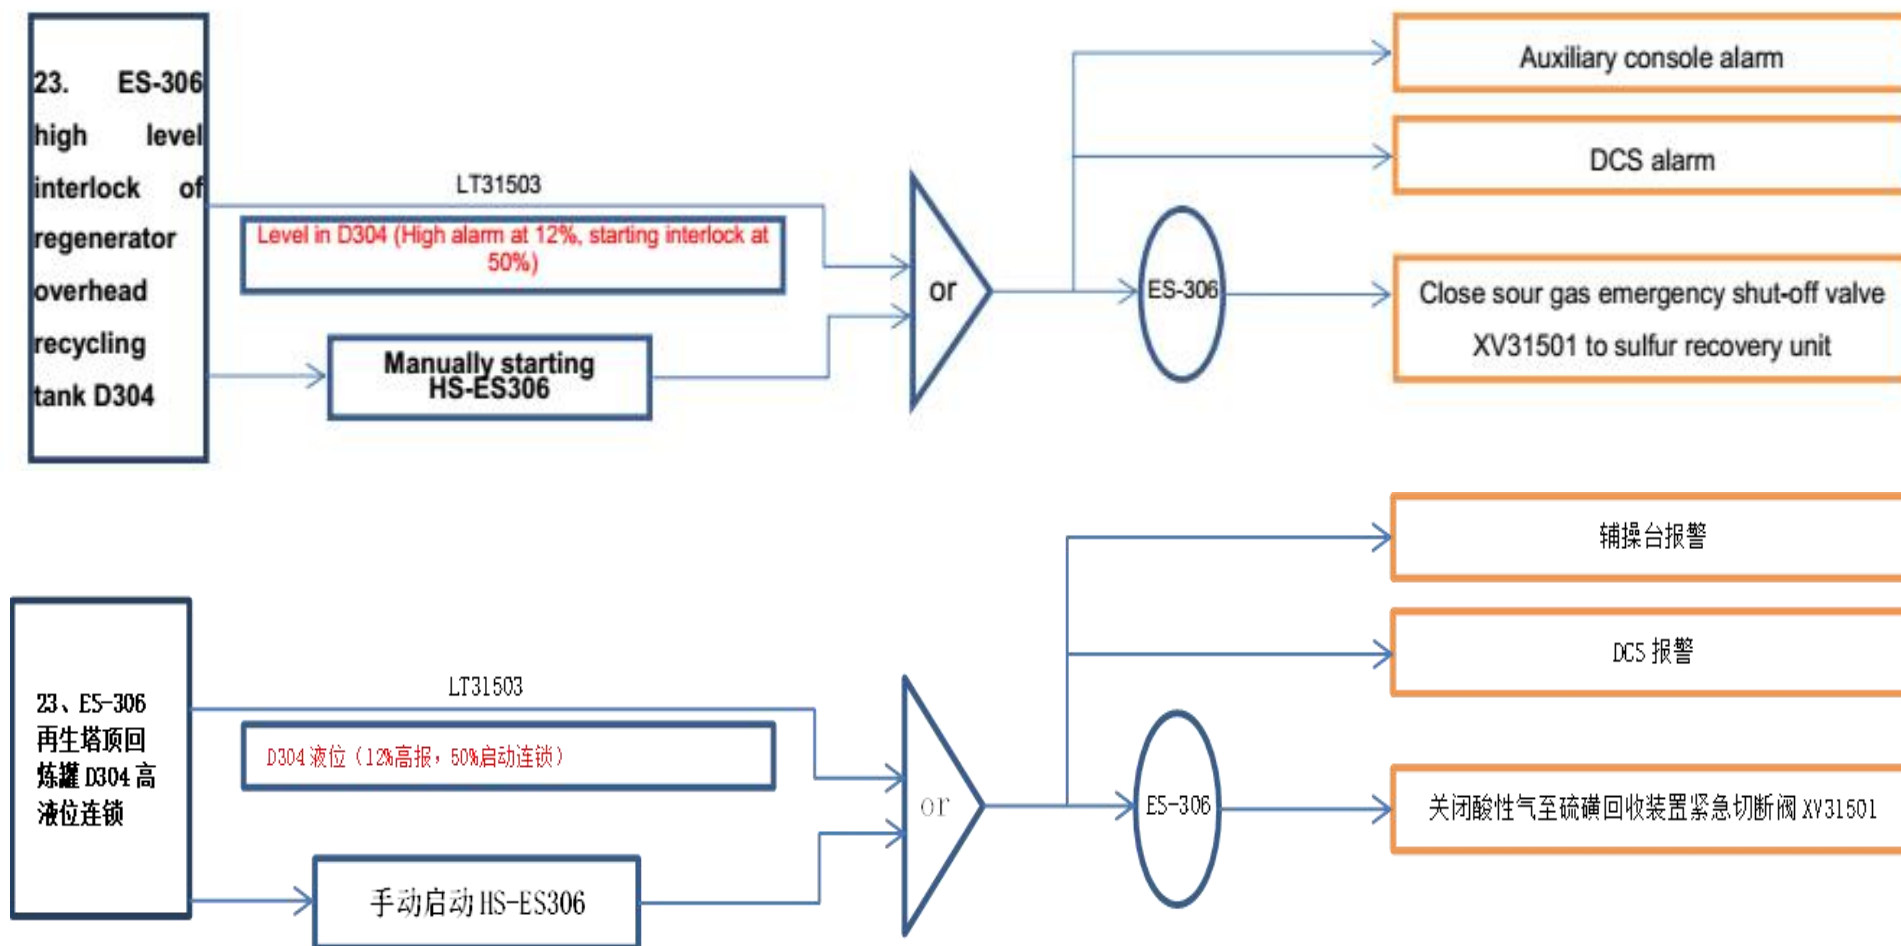 23. ES-306
high level
interlock of
regenerator
overhead
recycling
tank D304
LT31503
Level in D304 (High alarm at 12%, starting interlock at
50%)
Manually starting
HS-ES306
or
ES-306
Auxiliary console alarm
DCS alarm
Close sour gas emergency shut-off valve
XV31501 to sulfur recovery unit
23、ES-306
再生塔顶回
炼罐 D304 高
液位连锁
LT31503
D304 液位（12%高报，50%启动连锁）
手动启动 HS-ES306
or
ES-306
辅操台报警
DCS 报警
关闭酸性气至硫磺回收装置紧急切断阀 XV31501